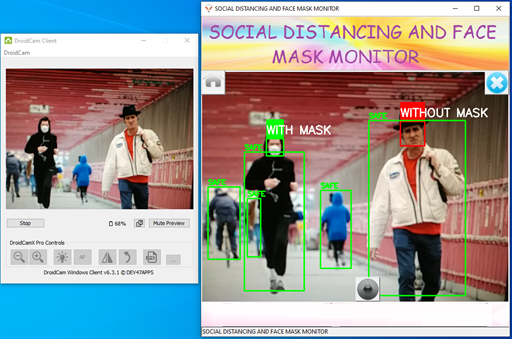 DroidCam Client
DroidCam
Stop
68%
Mute Preview
DroidCamX Pro Controls
AF
...
DroidCam Windows Client v6.3.1 © DEV47APPS
SOCIAL DISTANCING AND FACE MASK MONITOR
SOCIAL DISTANCING AND FACE
MASK MONITOR
WITH MASK
WITHOUT MASK
SAFE
SAFE
SAFE
SAFE
SAFE
SOCIAL DISTANCING AND FACE MASK MONITOR